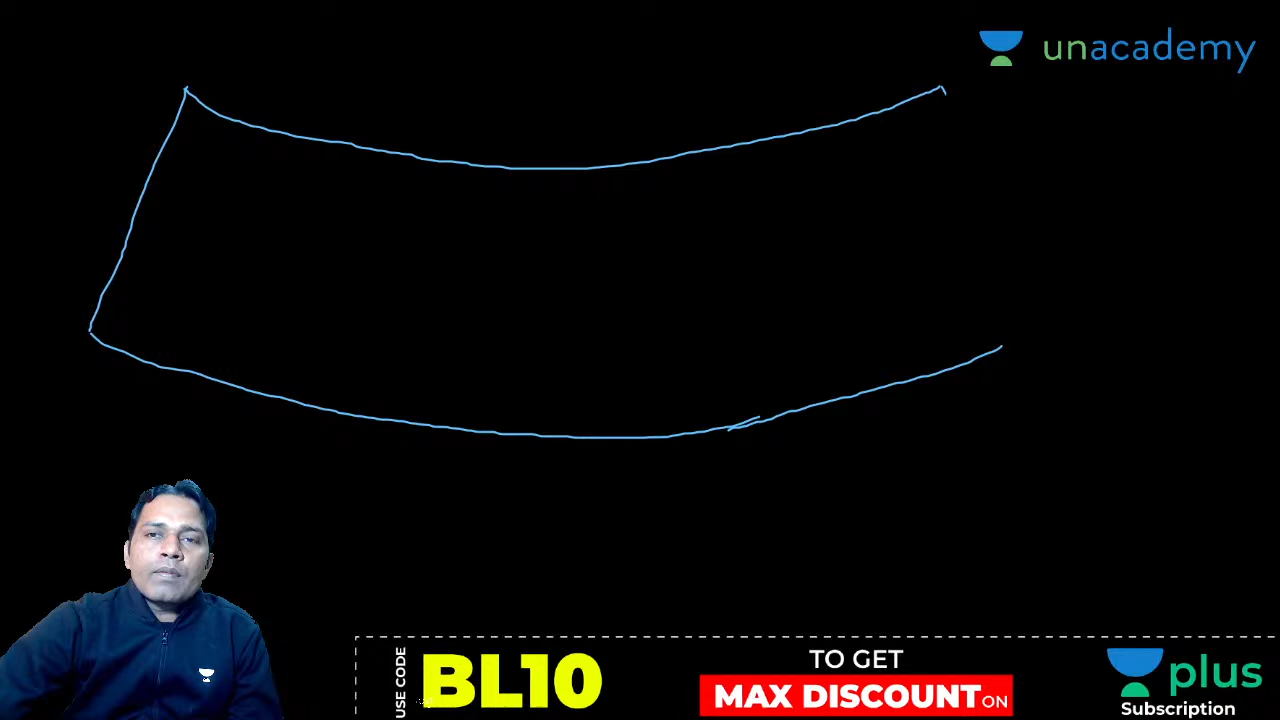 unacademy
USE CODE
BL10
TO GET
MAX DISCOUNT ON
plus
Subscription